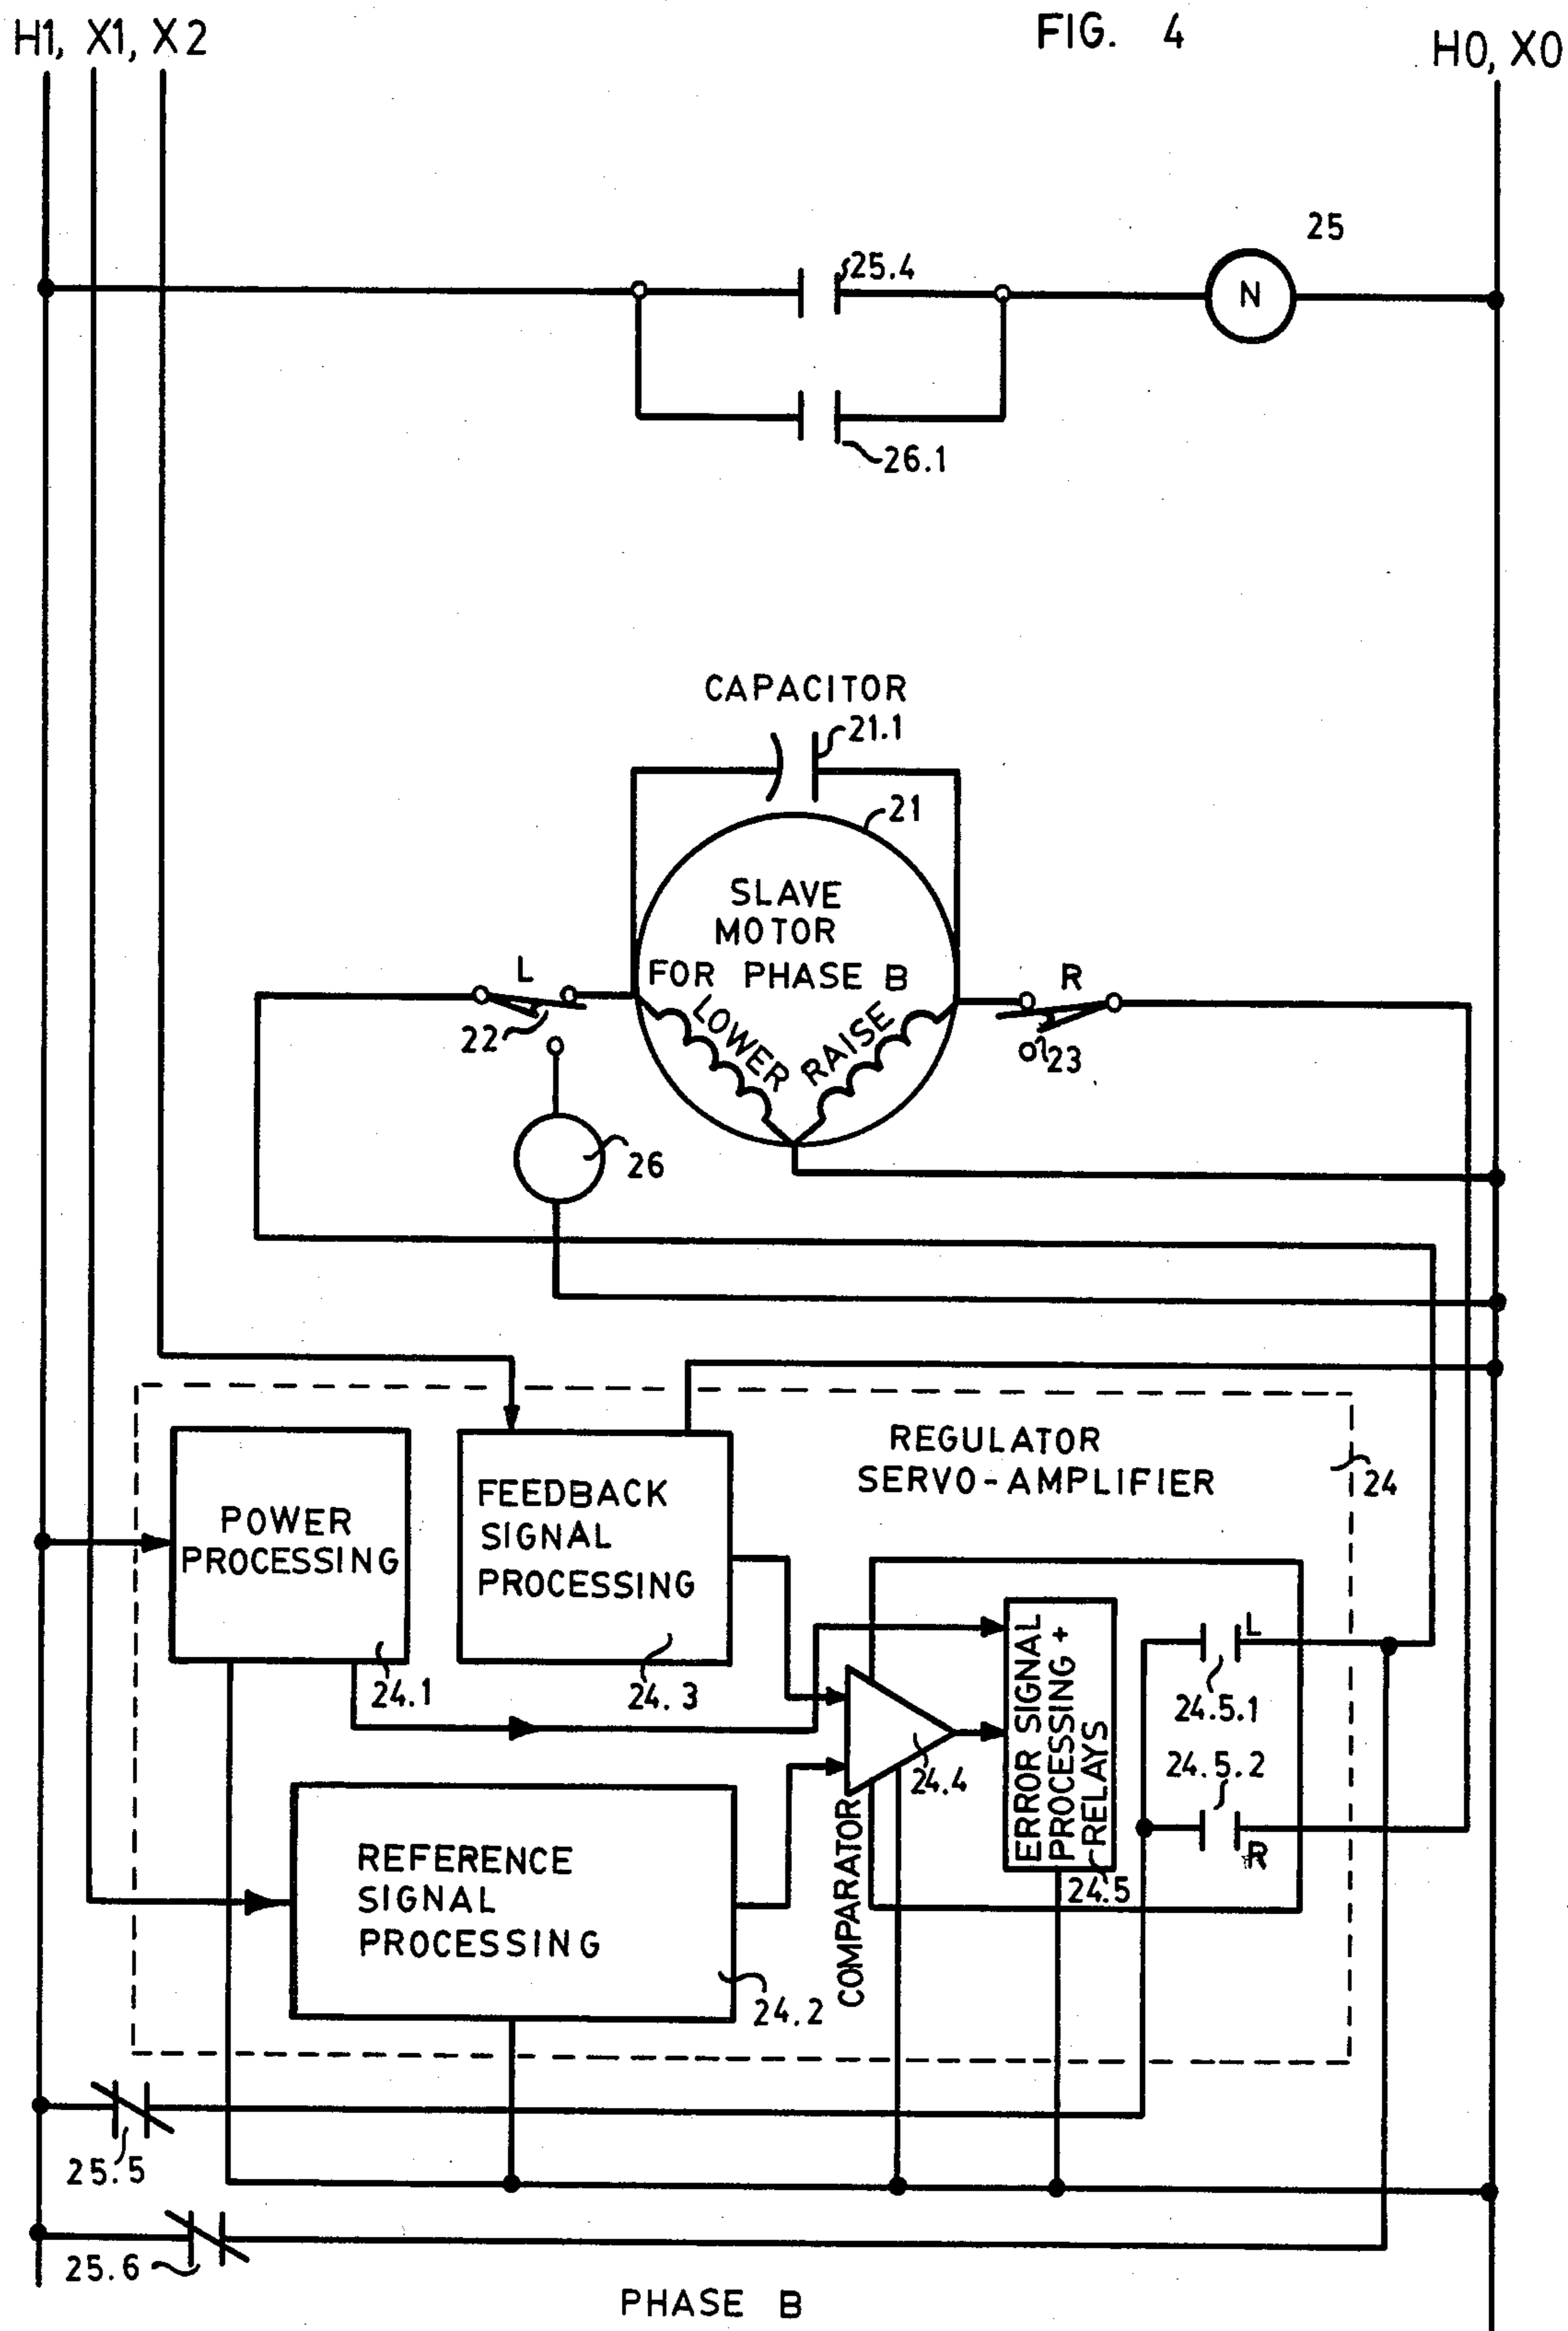 FIG. 4
H1, X1, X2
H0, X0
25
25.4
N
26.1
CAPACITOR
21.1
21
SLAVE
MOTOR
FOR PHASE B
LOWER
RAISE
L
22
R
23
26
REGULATOR
SERVO-AMPLIFIER
24
POWER
PROCESSING
24.1
FEEDBACK
SIGNAL
PROCESSING
24.3
REFERENCE
SIGNAL
PROCESSING
24.2
COMPARATOR
24.4
ERROR SIGNAL
PROCESSING +
RELAYS
24.5
L
24.5.1
24.5.2
R
25.5
25.6
PHASE B